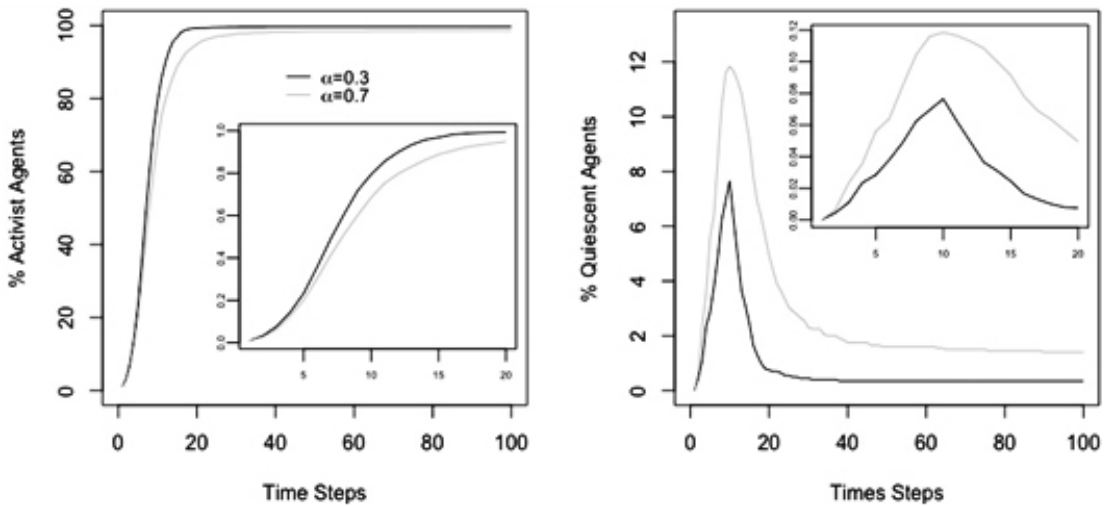 % Activist Agents
100
80
60
40
20
0
α=0.3
α=0.7
1.0
0.8
0.6
0.4
0.2
0.0
5 10 15 20
0 20 40 60 80 100
Time Steps
% Quiescent Agents
12
10
8
6
4
2
0
0.12
0.10
0.08
0.06
0.04
0.02
0.00
5 10 15 20
0 20 40 60 80 100
Times Steps